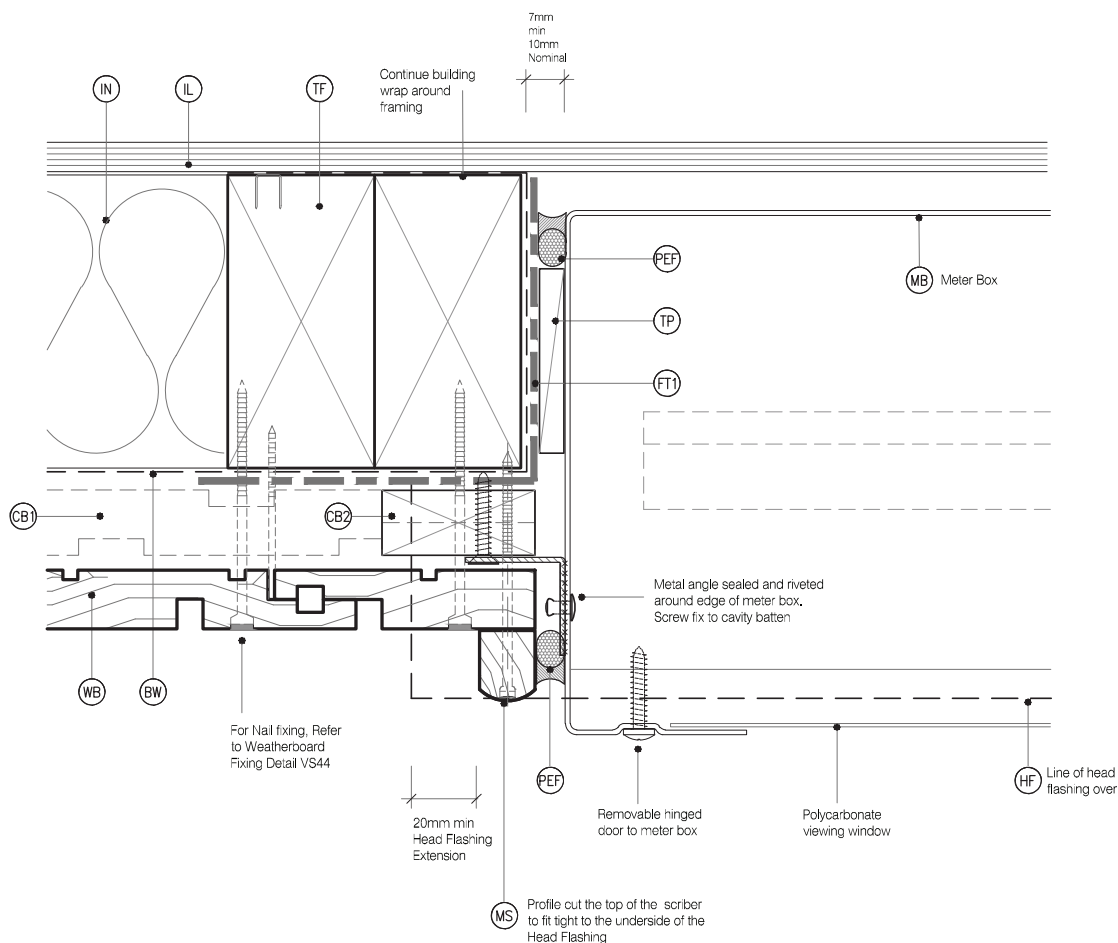 7mm
min
10mm
Nominal
IN
IL
TF
Continue building
wrap around
framing
PEF
MB
Meter Box
TP
FT1
CB1
CB2
Metal angle sealed and riveted
around edge of meter box.
Screw fix to cavity batten
WB
BW
For Nail fixing, Refer
to Weatherboard
Fixing Detail VS44
PEF
HF
Line of head
flashing over
20mm min
Head Flashing
Extension
Removable hinged
door to meter box
Polycarbonate
viewing window
MS
Profile cut the top of the scriber
to fit tight to the underside of the
Head Flashing